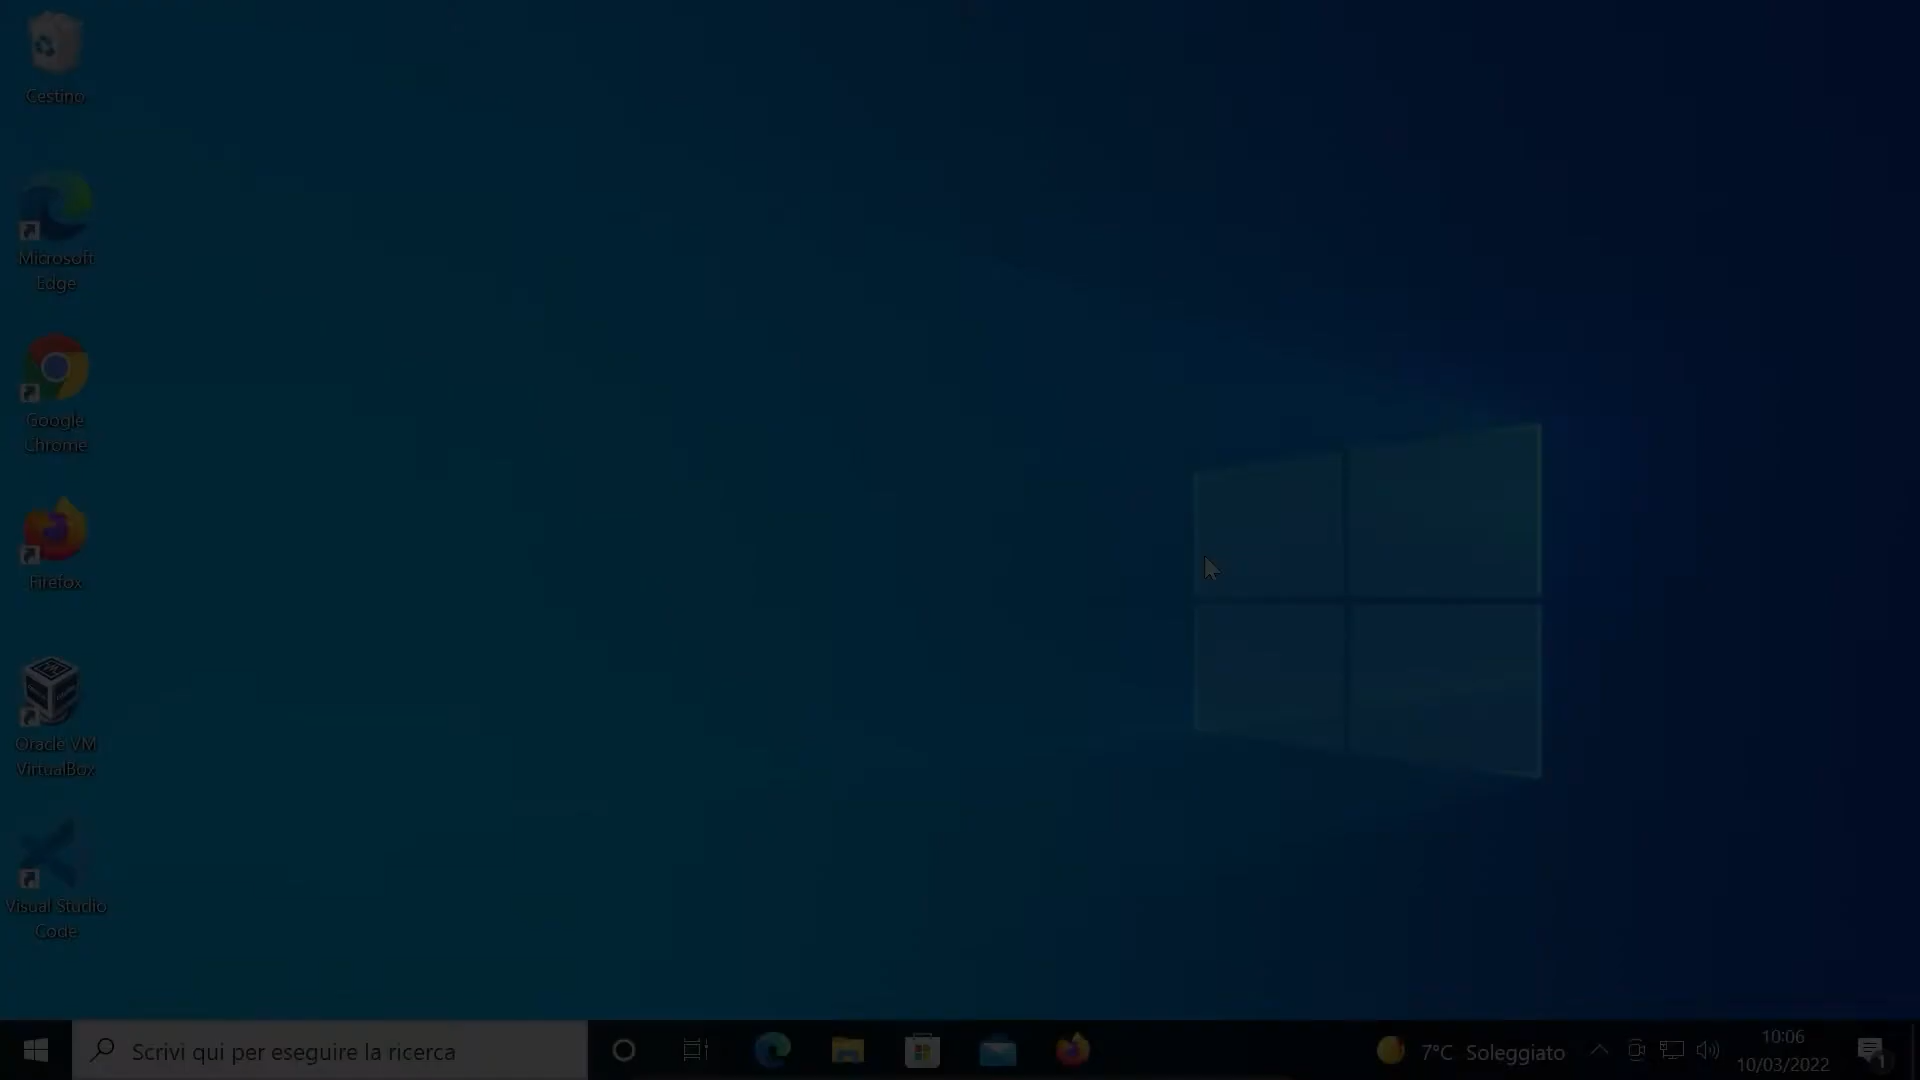 Cestino
Microsoft
Edge
Google
Chrome
Firefox
Oracle VM
VirtualBox
Visual Studio
Code
Scrivi qui per eseguire la ricerca
7°C Soleggiato
10:06
10/03/2022
1